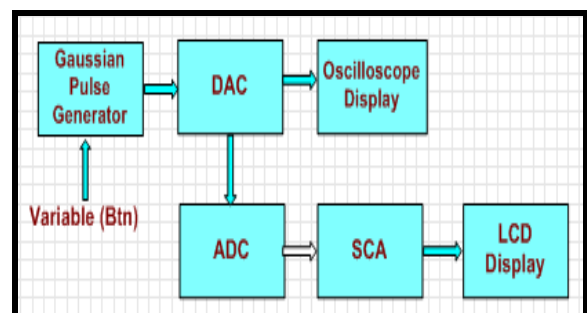 Gaussian
Pulse
Generator
DAC
Oscilloscope
Display
Variable (Btn)
ADC
SCA
LCD
Display